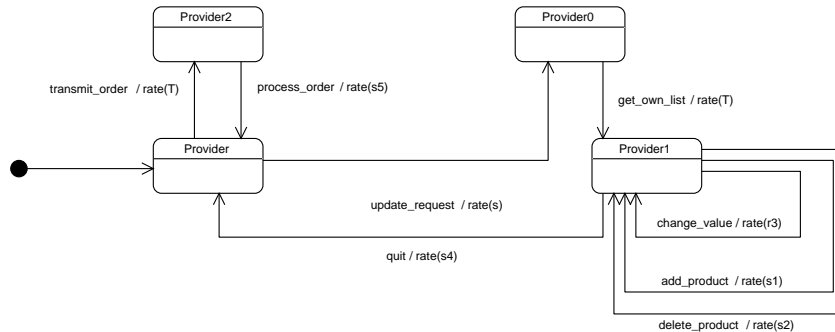 Provider2
Provider0
transmit_order / rate(T)
process_order / rate(s5)
get_own_list / rate(T)
Provider
Provider1
update_request / rate(s)
change_value / rate(r3)
quit / rate(s4)
add_product / rate(s1)
delete_product / rate(s2)